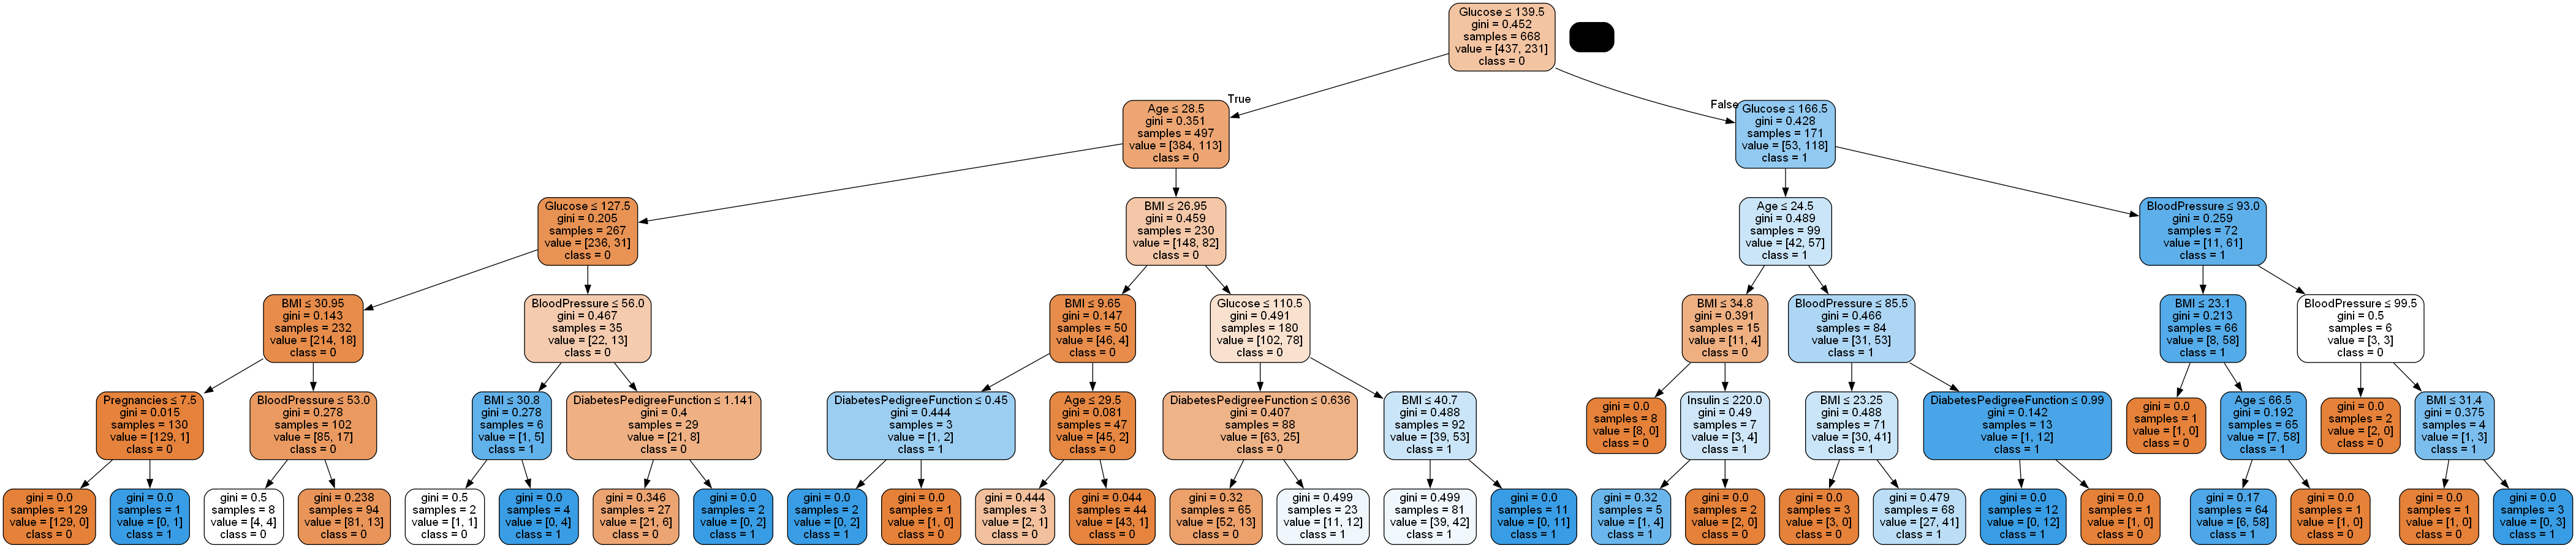 Glucose ≤ 139.5
gini = 0.452
samples = 668
value = [437, 231]
class = 0
True
False
Age ≤ 28.5
gini = 0.351
samples = 497
value = [384, 113]
class = 0
Glucose ≤ 166.5
gini = 0.428
samples = 171
value = [53, 118]
class = 1
Glucose ≤ 127.5
gini = 0.205
samples = 267
value = [236, 31]
class = 0
BMI ≤ 26.95
gini = 0.459
samples = 230
value = [148, 82]
class = 0
Age ≤ 24.5
gini = 0.489
samples = 99
value = [42, 57]
class = 1
BloodPressure ≤ 93.0
gini = 0.259
samples = 72
value = [11, 61]
class = 1
BMI ≤ 30.95
gini = 0.143
samples = 232
value = [214, 18]
class = 0
BloodPressure ≤ 56.0
gini = 0.467
samples = 35
value = [22, 13]
class = 0
BMI ≤ 9.65
gini = 0.147
samples = 50
value = [46, 4]
class = 0
Glucose ≤ 110.5
gini = 0.491
samples = 180
value = [102, 78]
class = 0
BMI ≤ 34.8
gini = 0.391
samples = 15
value = [11, 4]
class = 0
BloodPressure ≤ 85.5
gini = 0.466
samples = 84
value = [31, 53]
class = 1
BMI ≤ 23.1
gini = 0.213
samples = 66
value = [8, 58]
class = 1
BloodPressure ≤ 99.5
gini = 0.5
samples = 6
value = [3, 3]
class = 0
Pregnancies ≤ 7.5
gini = 0.015
samples = 130
value = [129, 1]
class = 0
BloodPressure ≤ 53.0
gini = 0.278
samples = 102
value = [85, 17]
class = 0
BMI ≤ 30.8
gini = 0.278
samples = 6
value = [1, 5]
class = 1
DiabetesPedigreeFunction ≤ 1.141
gini = 0.4
samples = 29
value = [21, 8]
class = 0
DiabetesPedigreeFunction ≤ 0.45
gini = 0.444
samples = 3
value = [1, 2]
class = 1
Age ≤ 29.5
gini = 0.081
samples = 47
value = [45, 2]
class = 0
DiabetesPedigreeFunction ≤ 0.636
gini = 0.407
samples = 88
value = [63, 25]
class = 0
BMI ≤ 40.7
gini = 0.488
samples = 92
value = [39, 53]
class = 1
gini = 0.0
samples = 8
value = [8, 0]
class = 0
Insulin ≤ 220.0
gini = 0.49
samples = 7
value = [3, 4]
class = 1
BMI ≤ 23.25
gini = 0.488
samples = 71
value = [30, 41]
class = 1
DiabetesPedigreeFunction ≤ 0.99
gini = 0.142
samples = 13
value = [1, 12]
class = 1
gini = 0.0
samples = 1
value = [1, 0]
class = 0
Age ≤ 66.5
gini = 0.192
samples = 65
value = [7, 58]
class = 1
gini = 0.0
samples = 2
value = [2, 0]
class = 0
BMI ≤ 31.4
gini = 0.375
samples = 4
value = [1, 3]
class = 1
gini = 0.0
samples = 129
value = [129, 0]
class = 0
gini = 0.0
samples = 1
value = [0, 1]
class = 1
gini = 0.5
samples = 8
value = [4, 4]
class = 0
gini = 0.238
samples = 94
value = [81, 13]
class = 0
gini = 0.5
samples = 2
value = [1, 1]
class = 0
gini = 0.0
samples = 4
value = [0, 4]
class = 1
gini = 0.346
samples = 27
value = [21, 6]
class = 0
gini = 0.0
samples = 2
value = [0, 2]
class = 1
gini = 0.0
samples = 2
value = [0, 2]
class = 1
gini = 0.0
samples = 1
value = [1, 0]
class = 0
gini = 0.444
samples = 3
value = [2, 1]
class = 0
gini = 0.044
samples = 44
value = [43, 1]
class = 0
gini = 0.32
samples = 65
value = [52, 13]
class = 0
gini = 0.499
samples = 23
value = [11, 12]
class = 1
gini = 0.499
samples = 81
value = [39, 42]
class = 1
gini = 0.0
samples = 11
value = [0, 11]
class = 1
gini = 0.32
samples = 5
value = [1, 4]
class = 1
gini = 0.0
samples = 2
value = [2, 0]
class = 0
gini = 0.0
samples = 3
value = [3, 0]
class = 0
gini = 0.479
samples = 68
value = [27, 41]
class = 1
gini = 0.0
samples = 12
value = [0, 12]
class = 1
gini = 0.0
samples = 1
value = [1, 0]
class = 0
gini = 0.17
samples = 64
value = [6, 58]
class = 1
gini = 0.0
samples = 1
value = [1, 0]
class = 0
gini = 0.0
samples = 1
value = [1, 0]
class = 0
gini = 0.0
samples = 3
value = [0, 3]
class = 1